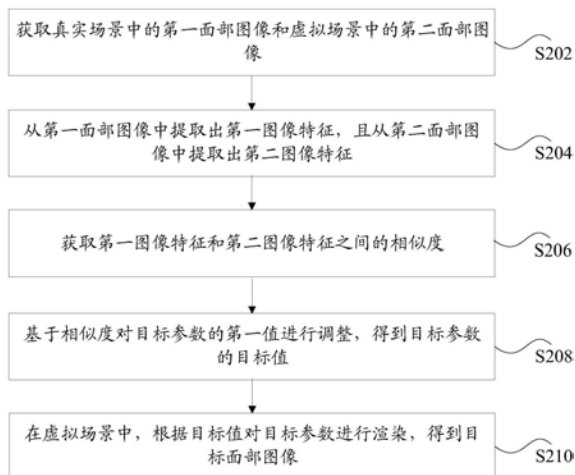 获取真实场景中的第一面部图像和虚拟场景中的第二面部图
像
S202
从第一面部图像中提取出第一图像特征，且从第二面部图
像中提取出第二图像特征
S204
获取第一图像特征和第二图像特征之间的相似度
S206
基于相似度对目标参数的第一值进行调整，得到目标参数
的目标值
S208
在虚拟场景中，根据目标值对目标参数进行渲染，得到目
标面部图像
S210